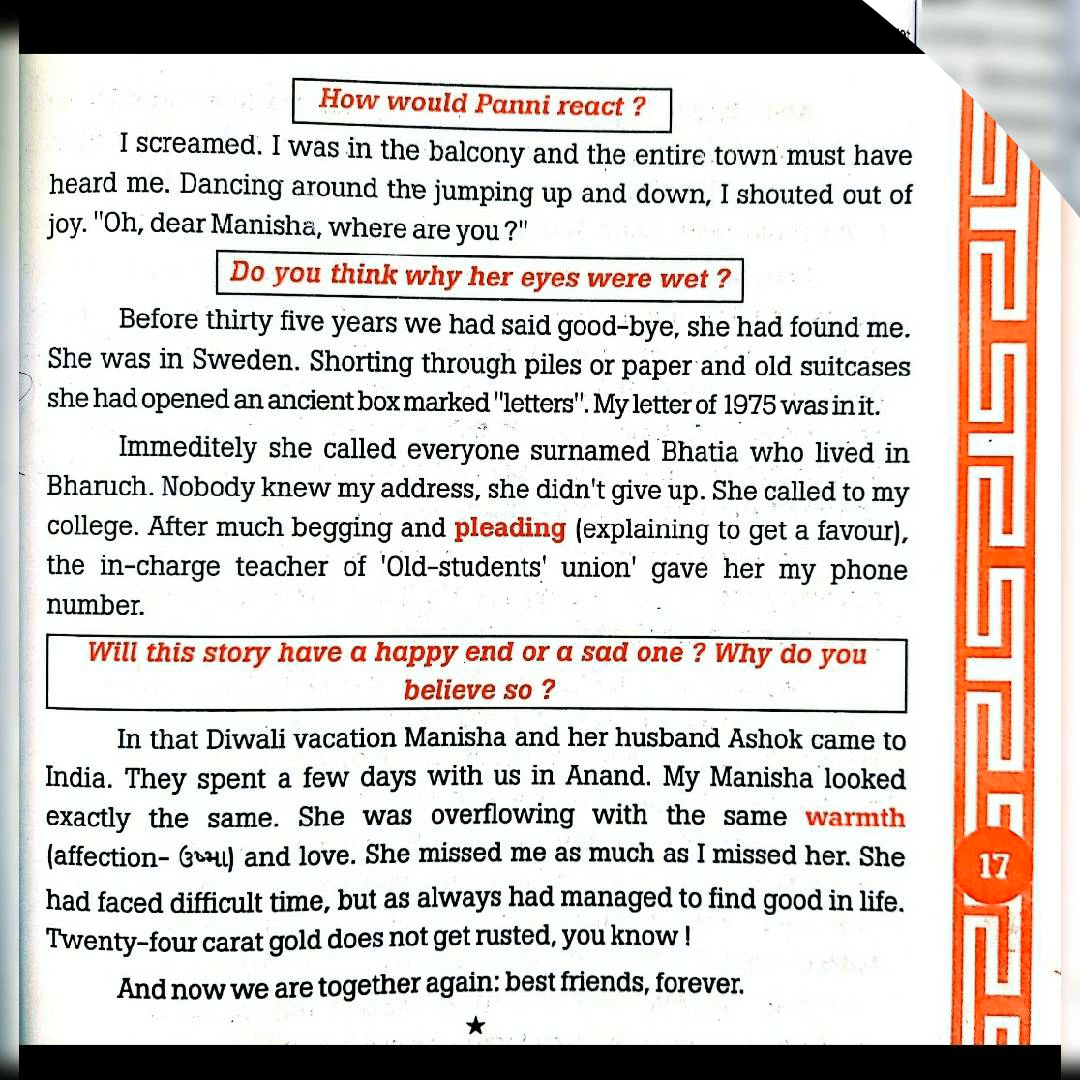 How would Panni react ?
I screamed. I was in the balcony and the entire town must have
heard me. Dancing around the jumping up and down, I shouted out of
joy. "Oh, dear Manisha, where are you ?"
Do you think why her eyes were wet ?
Before thirty five years we had said good-bye, she had found me.
She was in Sweden. Shorting through piles or paper and old suitcases
she had opened an ancient box marked "letters". My letter of 1975 was in it.
Immeditely she called everyone surnamed Bhatia who lived in
Bharuch. Nobody knew my address, she didn't give up. She called to my
college. After much begging and pleading (explaining to get a favour),
the in-charge teacher of 'Old-students' union' gave her my phone
number.
Will this story have a happy end or a sad one ? Why do you
believe so ?
In that Diwali vacation Manisha and her husband Ashok came to
India. They spent a few days with us in Anand. My Manisha looked
exactly the same. She was overflowing with the same warmth
(affection- ઉષ્મા) and love. She missed me as much as I missed her. She
had faced difficult time, but as always had managed to find good in life.
Twenty-four carat gold does not get rusted, you know !
And now we are together again: best friends, forever.
17